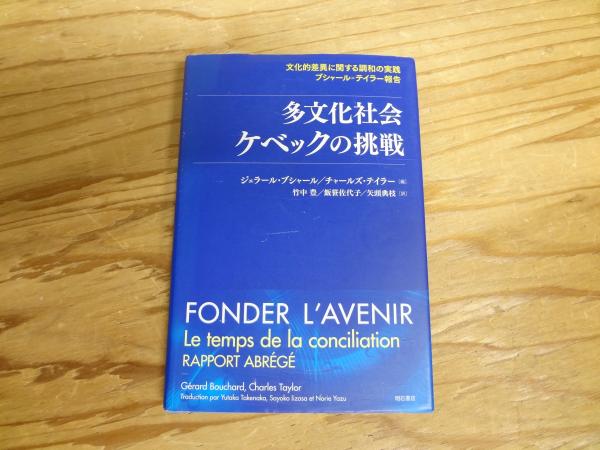 文化的差異に関する調和の実践
ブシャール-テイラー報告
多文化社会
ケベックの挑戦
ジェラール・ブシャール/チャールズ・テイラー [編]
竹中 豊/飯笹佐代子/矢頭典枝 [訳]
FONDER L'AVENIR
Le temps de la conciliation
RAPPORT ABRÉGÉ
Gérard Bouchard, Charles Taylor
Traduction par Yutaka Takenaka, Sayoko Iizasa et Norie Yazu
明石書店